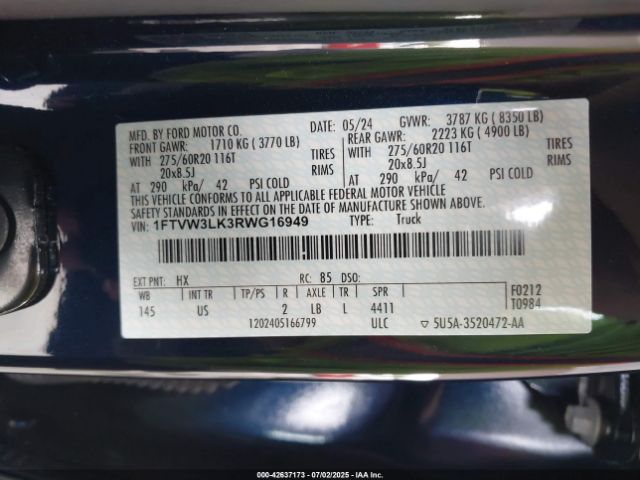 MFD. BY FORD MOTOR CO. DATE: 05/24 GVWR: 3787 KG ( 8350 LB)
FRONT GAWR: 1710 KG ( 3770 LB) REAR GAWR: 2223 KG ( 4900 LB)
WITH 275/60R20 116T TIRES WITH 275/60R20 116T TIRES
20x8.5J RIMS 20x8.5J RIMS
AT 290 kPa/ 42 PSI COLD AT 290 kPa/ 42 PSI COLD
THIS VEHICLE CONFORMS TO ALL APPLICABLE FEDERAL MOTOR VEHICLE
SAFETY STANDARDS IN EFFECT ON THE DATE OF MANUFACTURE SHOWN ABOVE.
VIN: 1FTVW3LK3RWG16949 TYPE: Truck
EXT PNT: HX RC: 85 DSO: F0212
WB INT TR TP/PS R AXLE TR SPR T0984
145 US 2 LB L 4411
1202405166799 ULC ▽ 5U5A-3520472-AA
000-42637173 | 07/02/2025 | IAAI, Inc.